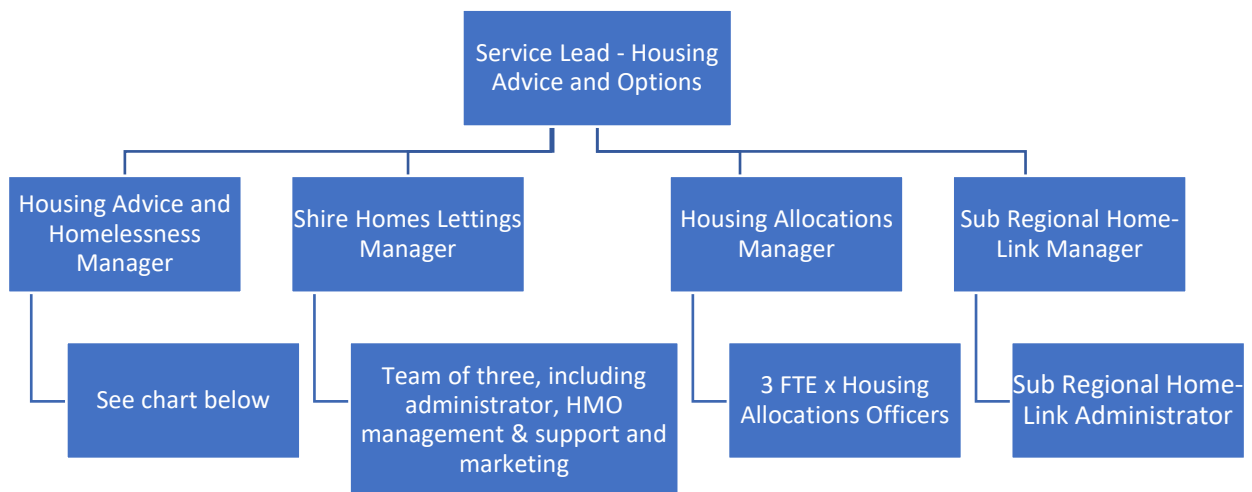 Service Lead - Housing
Advice and Options
Housing Advice and
Homelessness
Manager
Shire Homes Lettings
Manager
Housing Allocations
Manager
Sub Regional Home-
Link Manager
See chart below
Team of three, including
administrator, HMO
management & support and
marketing
3 FTE x Housing
Allocations Officers
Sub Regional Home-
Link Administrator